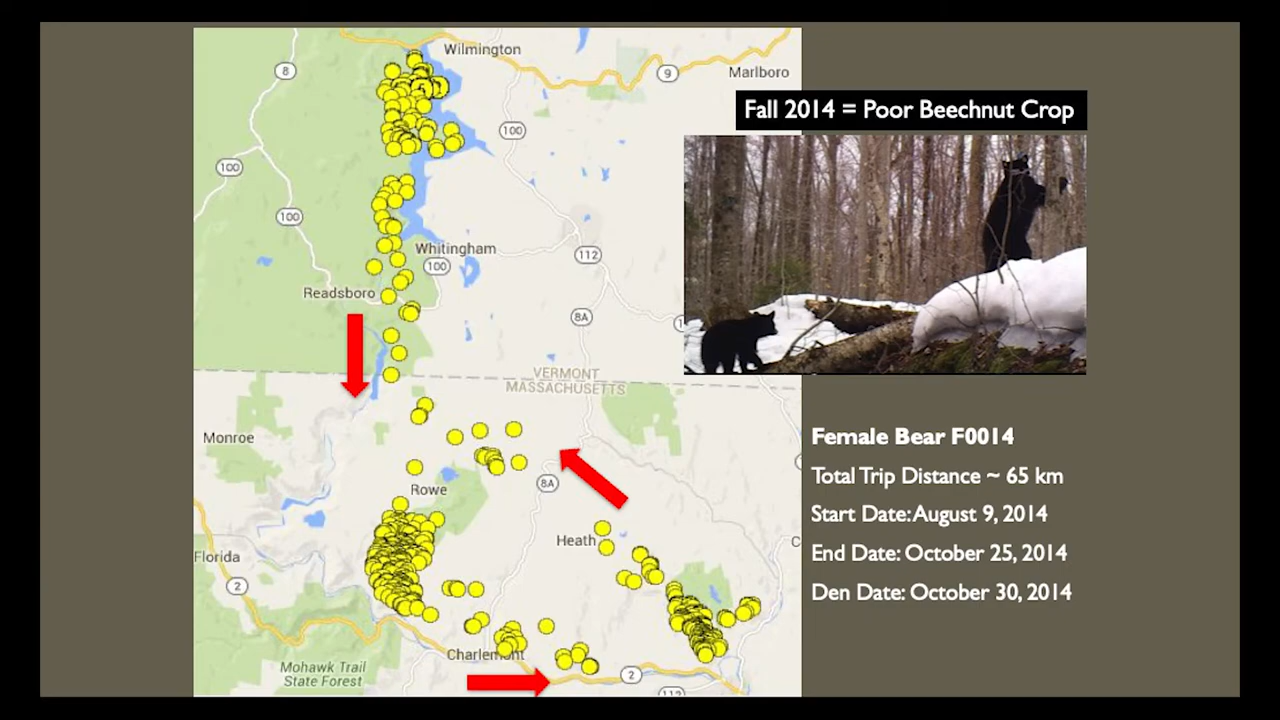 Wilmington
8
9
Marlboro
Fall 2014 = Poor Beechnut Crop
100
100
100
Whitingham
100
112
Readsboro
8A
VERMONT
MASSACHUSETTS
Monroe
Female Bear F0014
Total Trip Distance ~ 65 km
Rowe
8A
Start Date: August 9, 2014
Heath
Florida
End Date: October 25, 2014
2
Den Date: October 30, 2014
Charlemont
Mohawk Trail
State Forest
2
112